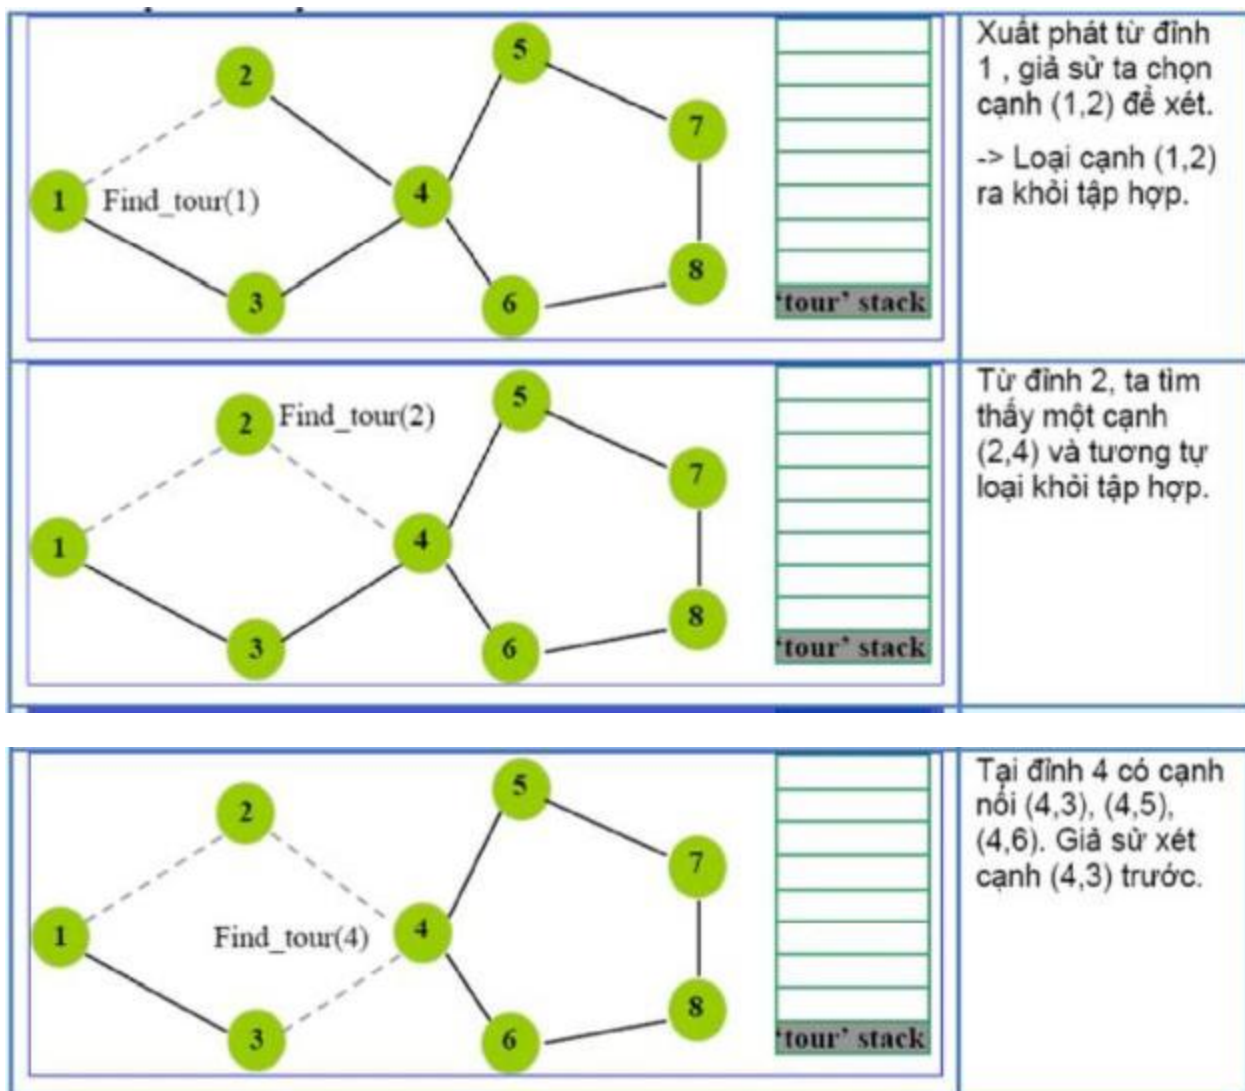 2
5
7
1
Find_tour(1)
4
3
6
8
'tour' stack
Xuất phát từ đỉnh
1 , giả sử ta chọn
cạnh (1,2) để xét.
-> Loại cạnh (1,2)
ra khỏi tập hợp.
2
Find_tour(2)
5
7
1
4
3
6
8
'tour' stack
Từ đỉnh 2, ta tìm
thấy một cạnh
(2,4) và tương tự
loại khỏi tập hợp.
2
5
7
1
Find_tour(4)
4
3
6
8
'tour' stack
Tại đỉnh 4 có cạnh
nối (4,3), (4,5),
(4,6). Giả sử xét
cạnh (4,3) trước.